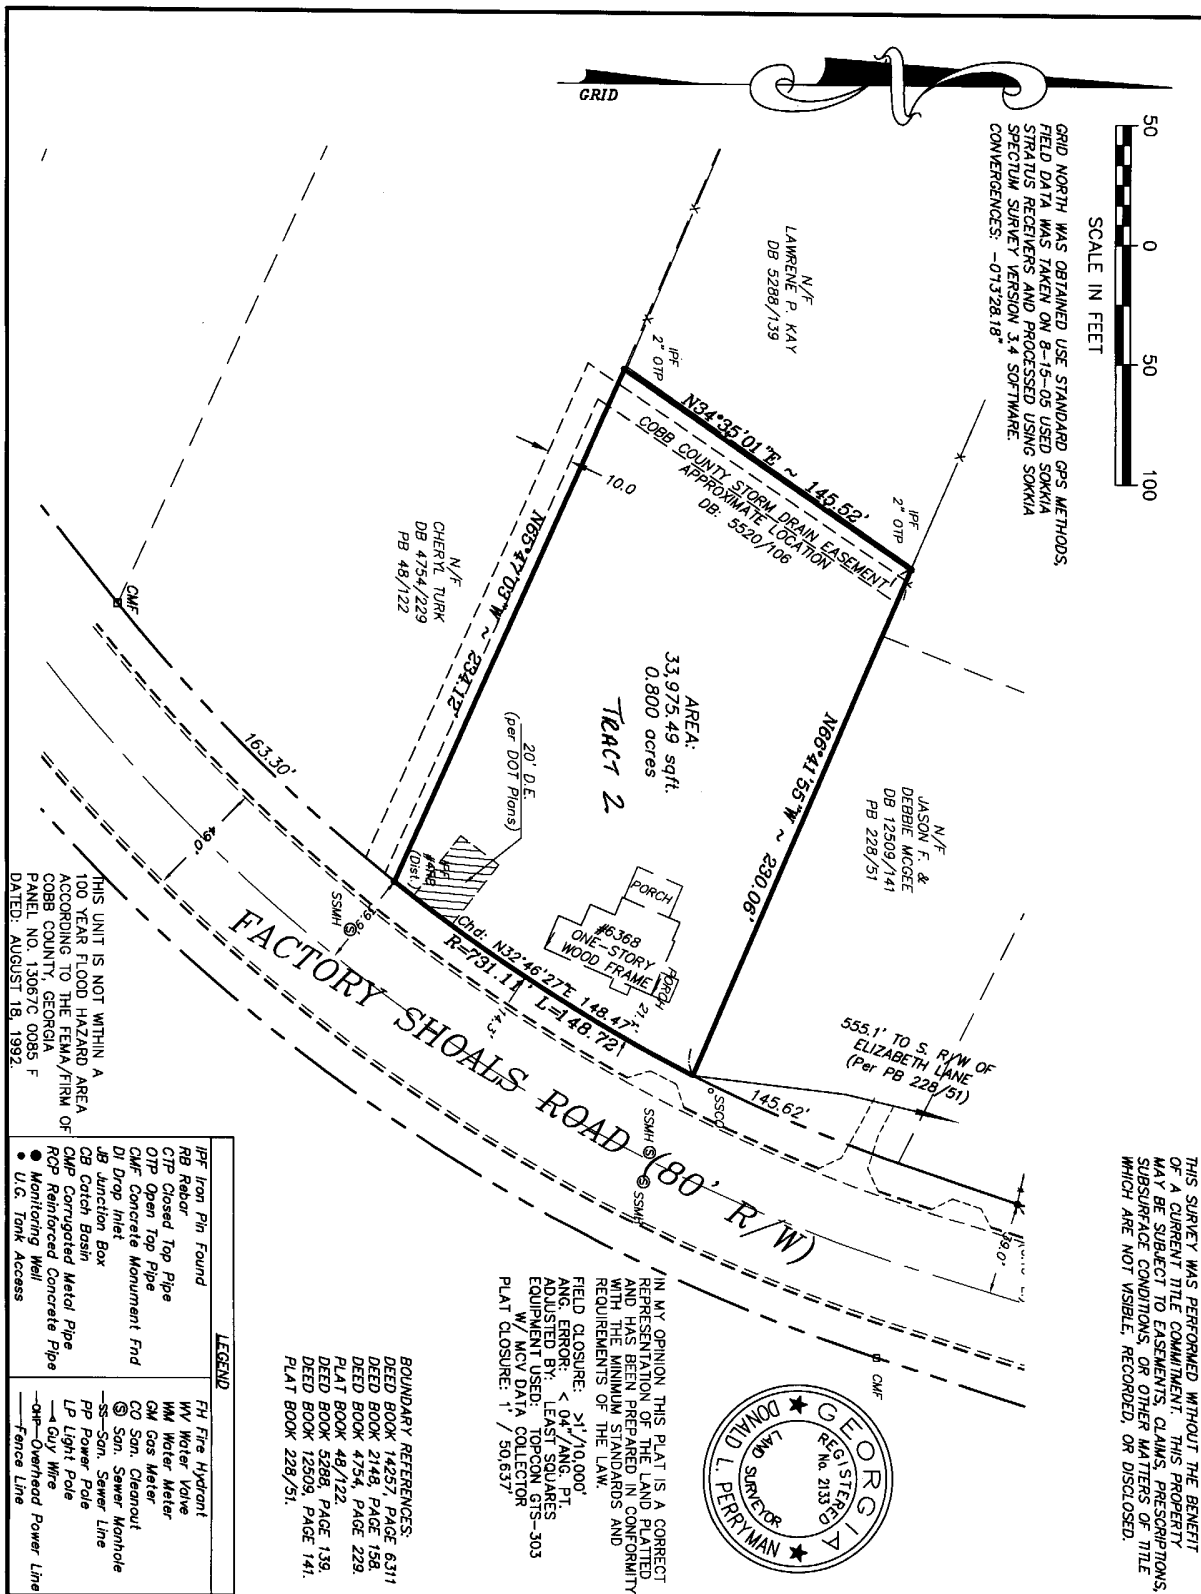 THIS SURVEY WAS PERFORMED WITHOUT THE BENEFIT
OF A CURRENT TITLE COMMITMENT. THIS PROPERTY
MAY BE SUBJECT TO EASEMENTS, CLAIMS, PRESCRIPTIONS,
SUBSURFACE CONDITIONS, OR OTHER MATTERS OF TITLE
WHICH ARE NOT VISIBLE, RECORDED, OR DISCLOSED.
50 0 50 100
SCALE IN FEET
GRID NORTH WAS OBTAINED USE STANDARD GPS METHODS,
FIELD DATA WAS TAKEN ON 8-15-05 USED SOKKIA
STRATUS RECEIVERS AND PROCESSED USING SOKKIA
SPECTUM SURVEY VERSION 3.4 SOFTWARE.
CONVERGENCES: -0°13'28.18"
N
GRID
N/F
LAWRENE P. KAY
DB 5288/139
IPF
2" OTP
N34°35'01"E ~ 145.52'
IPF
2" OTP
COBB COUNTY STORM DRAIN EASEMENT
APPROXIMATE LOCATION
DB: 5520/106
10.0
N/F
JASON F. &
DEBBIE MCGEE
DB 12509/141
PB 228/51
N66°41'55"W ~ 230.06'
AREA:
33,975.49 sqft.
0.800 acres
TRACT 2
N65°47'03"W ~ 234.12'
N/F
CHERYL TURK
DB 4754/229
PB 48/122
CMF
20' D.E.
(per DOT Plans)
PORCH
#6368
ONE-STORY
WOOD FRAME
PORCH
IPF
#4RB
(Dist.)
Chd: N32°46'27"E 148.47'
R=731.11' L=148.72'
555.1' TO S. R/W OF
ELIZABETH LANE
(Per PB 228/51)
145.62'
163.30'
49.0'
39.9'
14.3'
39.0'
SSMH
SSCO
SSMH
SSMH
CMF
FACTORY SHOALS ROAD (80' R/W)
THIS UNIT IS NOT WITHIN A
100 YEAR FLOOD HAZARD AREA
ACCORDING TO THE FEMA/FIRM OF
COBB COUNTY, GEORGIA
PANEL NO. 13067C 0085 F
DATED: AUGUST 18, 1992.
GEORGIA
REGISTERED
No. 2133
LAND SURVEYOR
DONALD L. PERRYMAN
IN MY OPINION THIS PLAT IS A CORRECT
REPRESENTATION OF THE LAND PLATTED
AND HAS BEEN PREPARED IN CONFORMITY
WITH THE MINIMUM STANDARDS AND
REQUIREMENTS OF THE LAW.
FIELD CLOSURE: >1'/10,000'
ANG. ERROR: < 04"/ANG. PT.
ADJUSTED BY: LEAST SQUARES
EQUIPMENT USED: TOPCON GTS-303
W/ MCV DATA COLLECTOR
PLAT CLOSURE: 1' / 50,637'
BOUNDARY REFERENCES:
DEED BOOK 14257, PAGE 6311
DEED BOOK 2148, PAGE 158.
DEED BOOK 4754, PAGE 229.
PLAT BOOK 48/122.
DEED BOOK 5288, PAGE 139.
DEED BOOK 12509, PAGE 141.
PLAT BOOK 228/51.
LEGEND
IPF Iron Pin Found
RB Rebar
CTP Closed Top Pipe
OTP Open Top Pipe
CMF Concrete Monument Fnd
DI Drop Inlet
JB Junction Box
CB Catch Basin
CMP Corrugated Metal Pipe
RCP Reinforced Concrete Pipe
Monitoring Well
U.G. Tank Access
FH Fire Hydrant
WV Water Valve
WM Water Meter
GM Gas Meter
CO San. Cleanout
Ⓢ San. Sewer Manhole
SS San. Sewer Line
PP Power Pole
LP Light Pole
Guy Wire
OHP Overhead Power Line
Fence Line